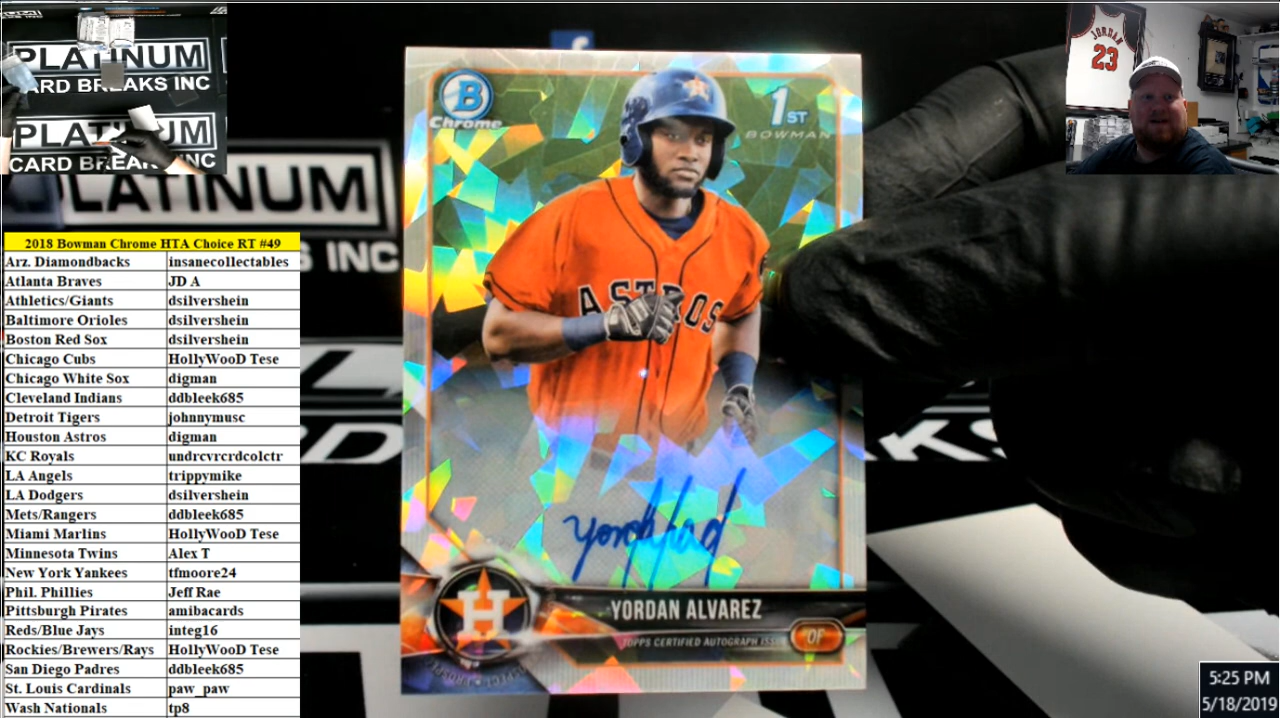 PLATINUM
CARD BREAKS INC
PLATINUM
CARD BREAKS INC
JORDAN
23
PLATINUM
INC
2018 Bowman Chrome HTA Choice RT #49
Arz. Diamondbacks insanecollectables
Atlanta Braves JD A
Athletics/Giants dsilvershein
Baltimore Orioles dsilvershein
Boston Red Sox dsilvershein
Chicago Cubs HollyWooD Tese
Chicago White Sox digman
Cleveland Indians ddbleek685
Detroit Tigers johnnymusc
Houston Astros digman
KC Royals undrcvrcrdcolctr
LA Angels trippymike
LA Dodgers dsilvershein
Mets/Rangers ddbleek685
Miami Marlins HollyWooD Tese
Minnesota Twins Alex T
New York Yankees tfmoore24
Phil. Phillies Jeff Rae
Pittsburgh Pirates amibacards
Reds/Blue Jays integ16
Rockies/Brewers/Rays HollyWooD Tese
San Diego Padres ddbleek685
St. Louis Cardinals paw_paw
Wash Nationals tp8
B
Chrome
1ST
BOWMAN
ASTROS
H
YORDAN ALVAREZ
TOPPS CERTIFIED AUTOGRAPH ISSUE
OF
5:25 PM
5/18/2019